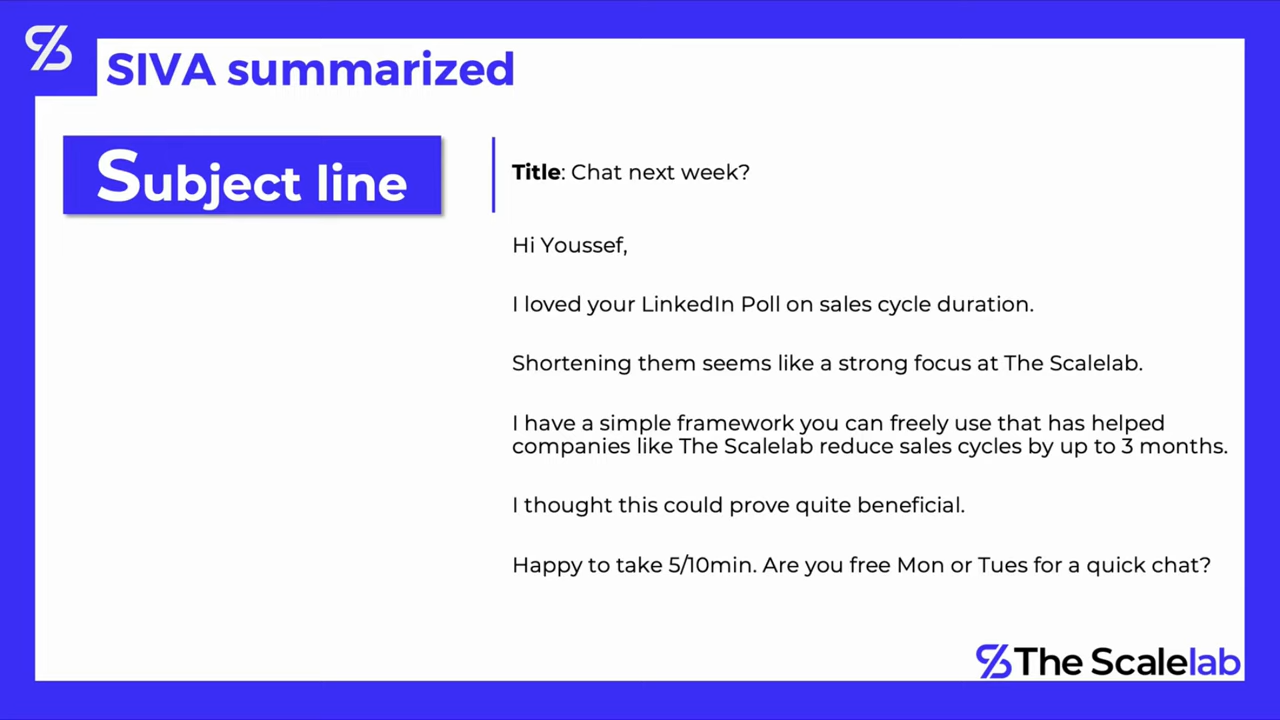 SIVA summarized
Subject line
Title: Chat next week?
Hi Youssef,
I loved your LinkedIn Poll on sales cycle duration.
Shortening them seems like a strong focus at The Scalelab.
I have a simple framework you can freely use that has helped
companies like The Scalelab reduce sales cycles by up to 3 months.
I thought this could prove quite beneficial.
Happy to take 5/10min. Are you free Mon or Tues for a quick chat?
The Scalelab